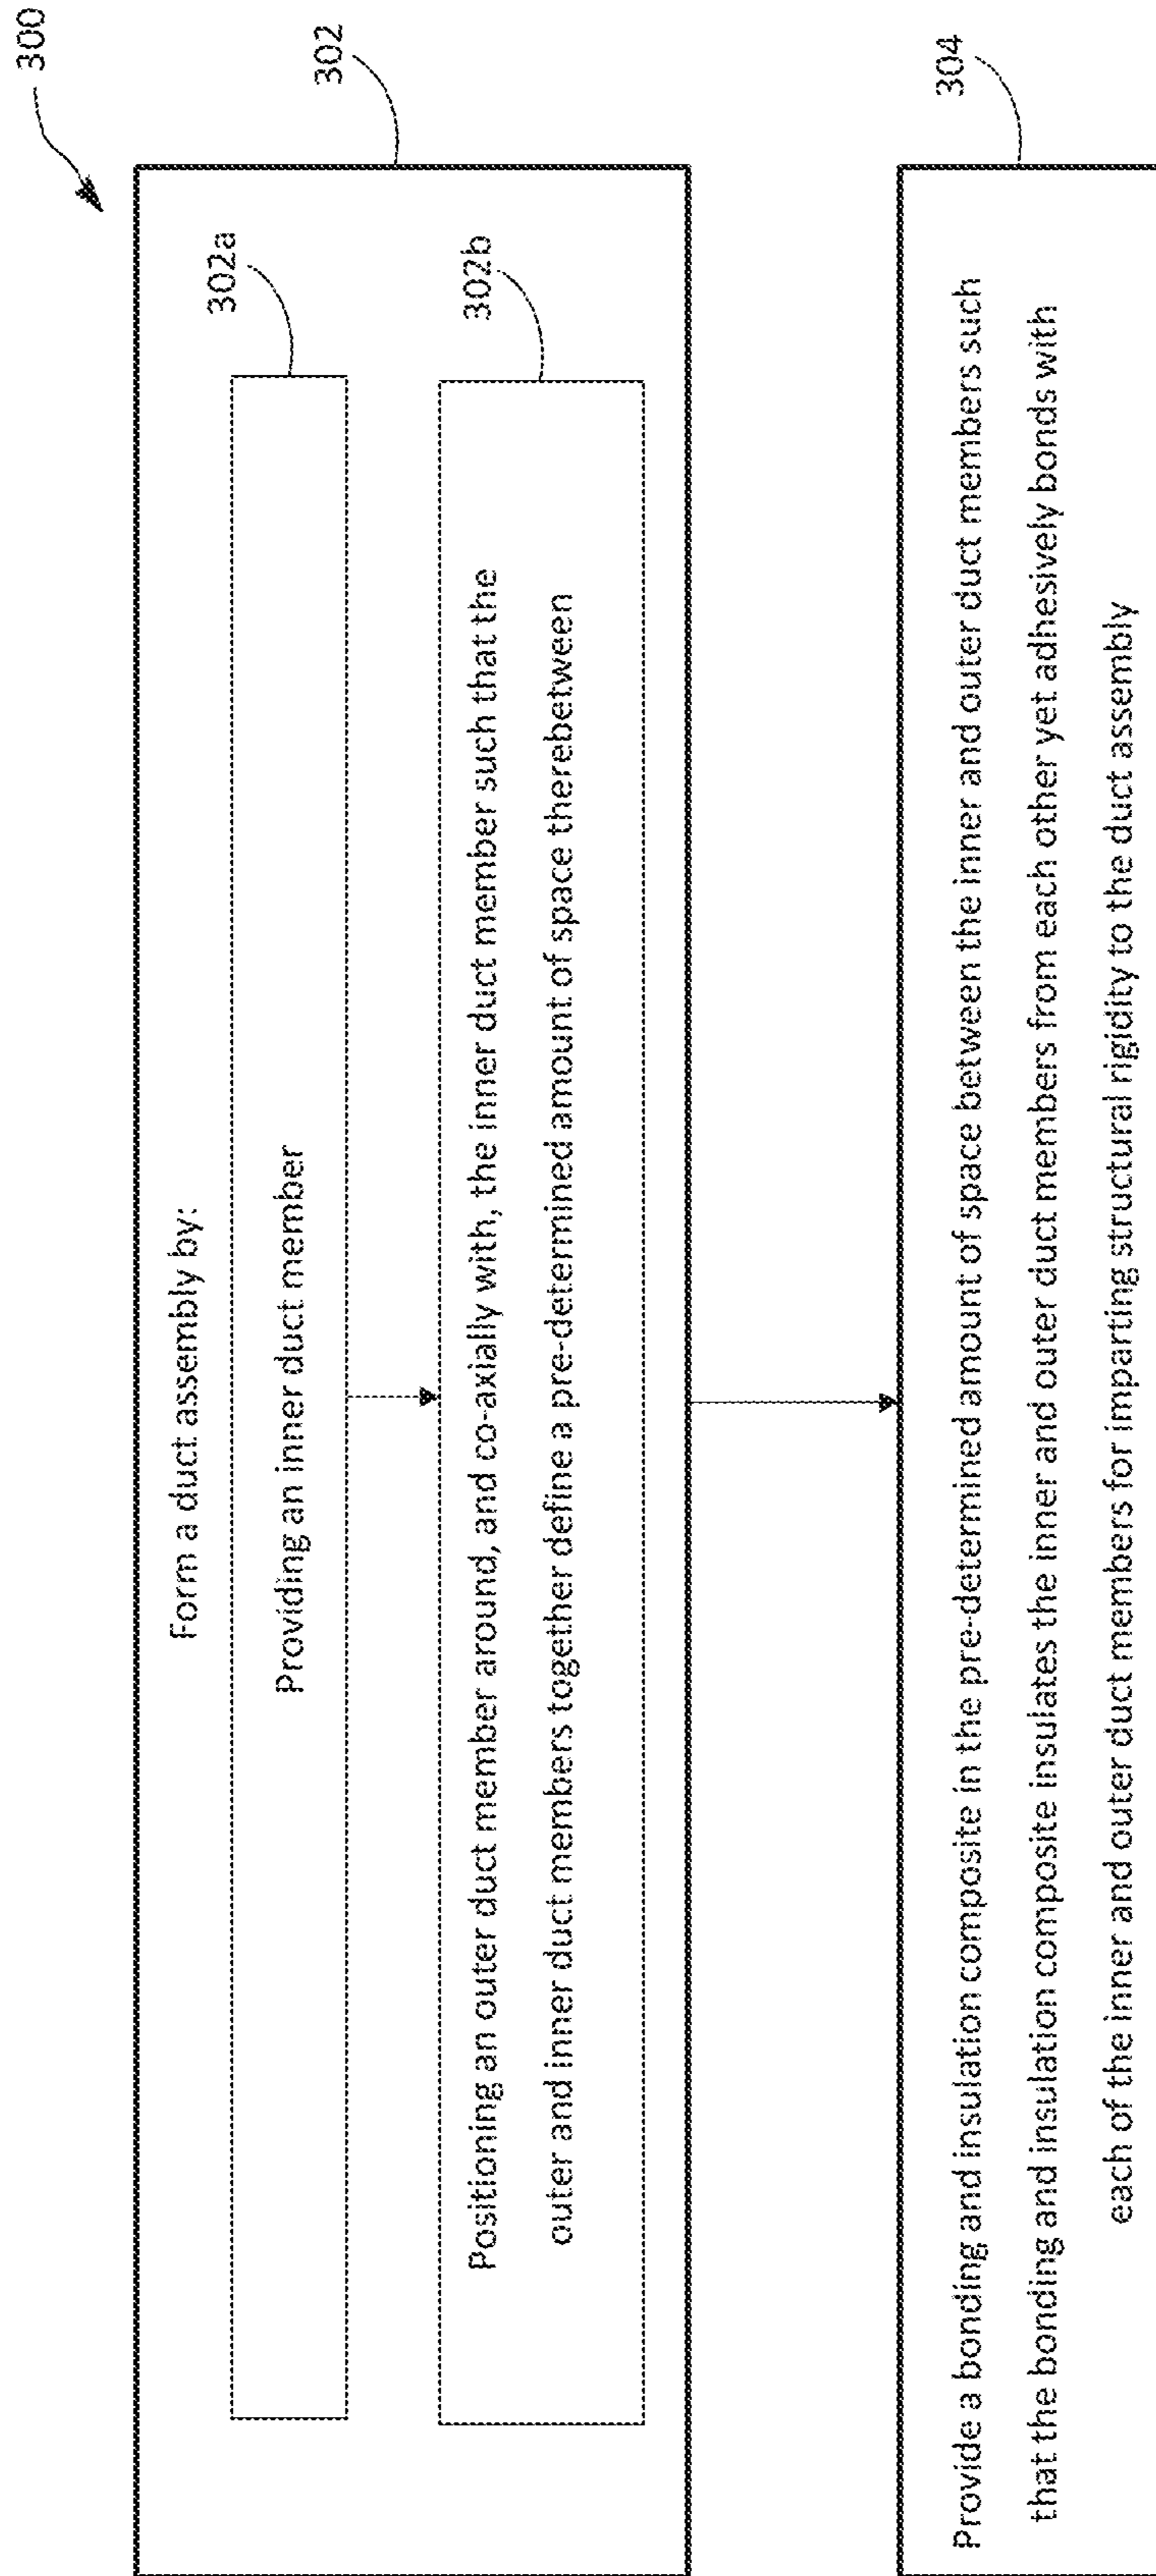 300
302
Form a duct assembly by:
302a
Providing an inner duct member
302b
Positioning an outer duct member around, and co-axially with, the inner duct member such that the
outer and inner duct members together define a pre-determined amount of space therebetween
304
Provide a bonding and insulation composite in the pre-determined amount of space between the inner and outer duct members such
that the bonding and insulation composite insulates the inner and outer duct members from each other yet adhesively bonds with
each of the inner and outer duct members for imparting structural rigidity to the duct assembly